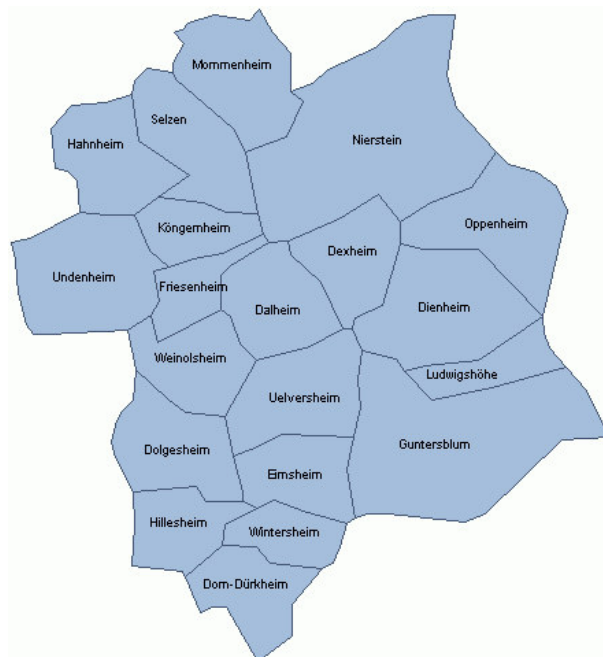 Mommenheim
Selzen
Nierstein
Hahnheim
Köngernheim
Oppenheim
Dexheim
Undenheim
Friesenheim
Dalheim
Dienheim
Weinolsheim
Ludwigshöhe
Uelversheim
Dolgesheim
Guntersblum
Eimsheim
Hillesheim
Wintersheim
Dorn-Dürkheim